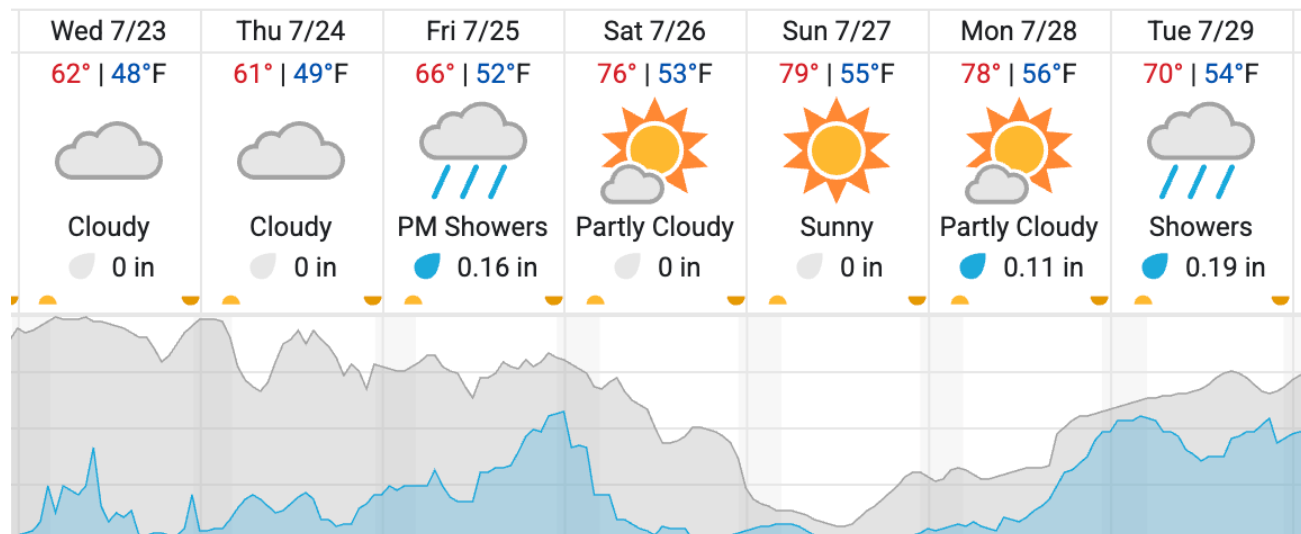 Wed 7/23 Thu 7/24 Fri 7/25 Sat 7/26 Sun 7/27 Mon 7/28 Tue 7/29
62° | 48°F 61° | 49°F 66° | 52°F 76° | 53°F 79° | 55°F 78° | 56°F 70° | 54°F
Cloudy Cloudy PM Showers Partly Cloudy Sunny Partly Cloudy Showers
0 in 0 in 0.16 in 0 in 0 in 0.11 in 0.19 in